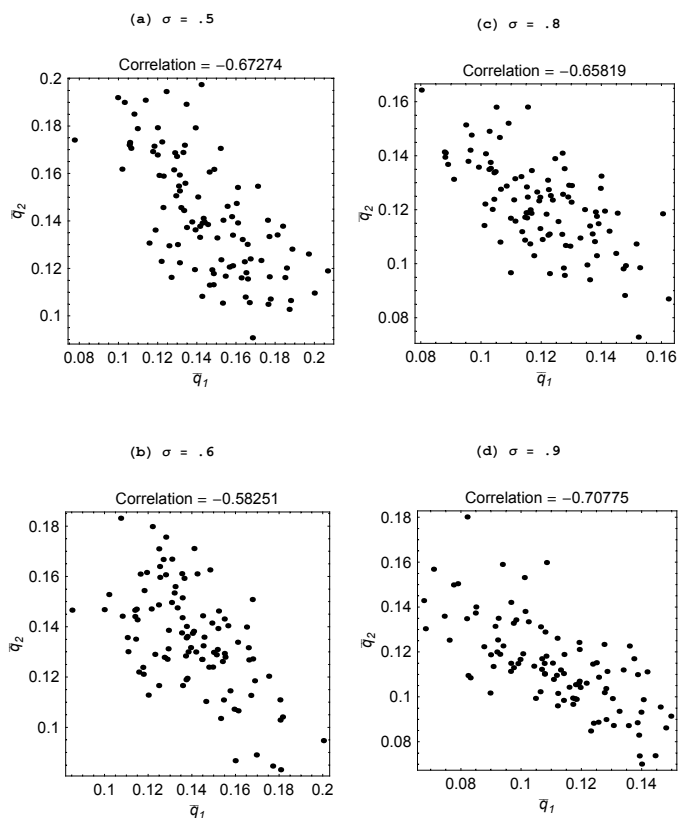 (a) σ = .5
Correlation = −0.67274
0.2
0.18
0.16
0.14
0.12
0.1
0.08 0.1 0.12 0.14 0.16 0.18 0.2
q̅₁
q̅₂
(c) σ = .8
Correlation = −0.65819
0.16
0.14
0.12
0.1
0.08
0.08 0.1 0.12 0.14 0.16
q̅₁
q̅₂
(b) σ = .6
Correlation = −0.58251
0.18
0.16
0.14
0.12
0.1
0.1 0.12 0.14 0.16 0.18 0.2
q̅₁
q̅₂
(d) σ = .9
Correlation = −0.70775
0.18
0.16
0.14
0.12
0.1
0.08
0.08 0.1 0.12 0.14
q̅₁
q̅₂